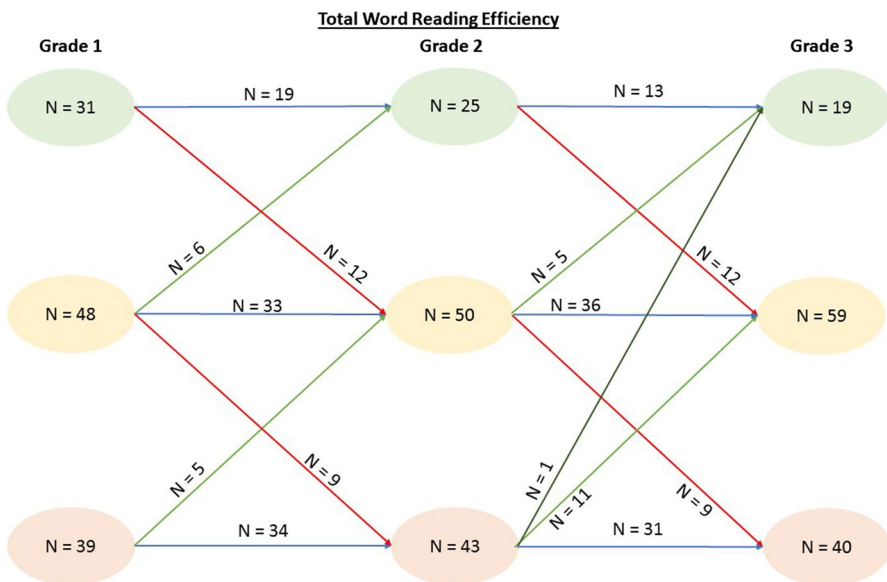 Total Word Reading Efficiency
Grade 1 Grade 2 Grade 3
N = 31 N = 19 N = 25 N = 13 N = 19
N = 6 N = 12 N = 5 N = 12
N = 48 N = 33 N = 50 N = 36 N = 59
N = 5 N = 9 N = 1 N = 11 N = 9
N = 39 N = 34 N = 43 N = 31 N = 40